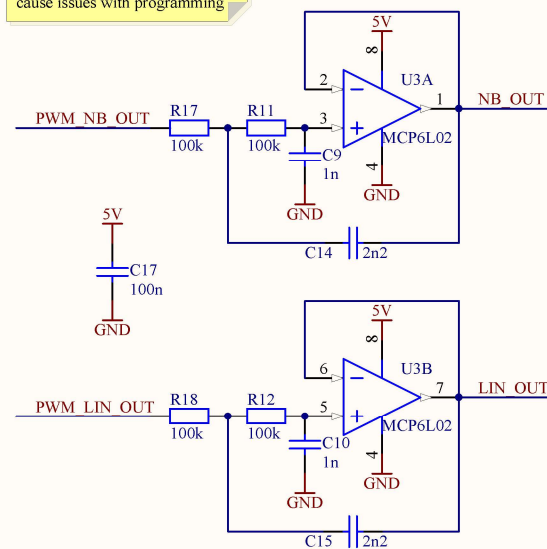 cause issues with programming
5V
8
U3A
2
1
NB_OUT
PWM_NB_OUT
R17
R11
3
100k
100k
C9
1n
MCP6L02
4
GND
GND
C14
2n2
5V
C17
100n
GND
5V
8
U3B
6
7
LIN_OUT
PWM_LIN_OUT
R18
R12
5
100k
100k
C10
1n
MCP6L02
4
GND
GND
C15
2n2